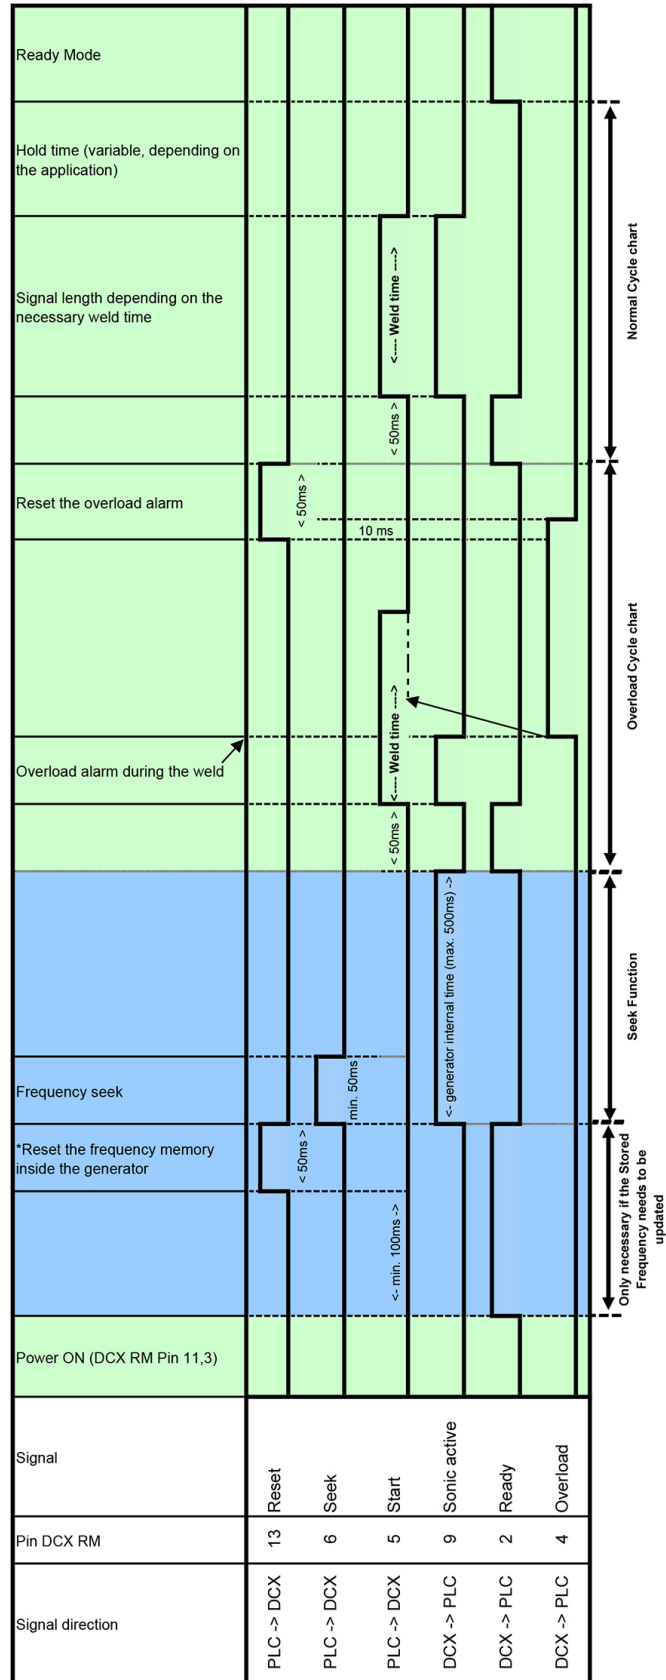 Ready Mode
Hold time (variable, depending on
the application)
Signal length depending on the
necessary weld time
<---- Weld time ---->
Normal Cycle chart
< 50ms >
Reset the overload alarm
< 50ms >
10 ms
Overload Cycle chart
<---- Weld time ---->
Overload alarm during the weld
< 50ms >
<- generator internal time (max. 500ms) ->
Seek Function
Frequency seek
min. 50ms
*Reset the frequency memory
inside the generator
< 50ms >
<- min. 100ms ->
Only necessary if the Stored
Frequency needs to be
updated
Power ON (DCX RM Pin 11,3)
Signal
Reset
Seek
Start
Sonic active
Ready
Overload
Pin DCX RM
13
6
5
9
2
4
Signal direction
PLC -> DCX
PLC -> DCX
PLC -> DCX
DCX -> PLC
DCX -> PLC
DCX -> PLC